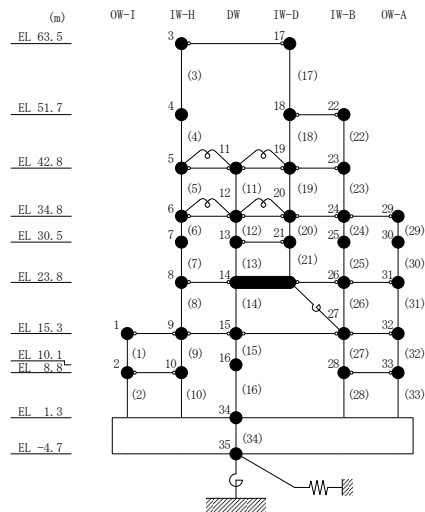 (m) OW-I IW-H DW IW-D IW-B OW-A
EL 63.5 3 17
(3) (17)
EL 51.7 4 18 22
(4) (18) (22)
11 19
EL 42.8 5 23
(5) (11) (19) (23)
12 20
EL 34.8 6 24 29
(6) (12) (20) (24) (29)
EL 30.5 7 13 21 25 30
(7) (13) (21) (25) (30)
EL 23.8 8 14 26 31
(8) (14) (26) (31)
27
EL 15.3 1 9 15 32
(1) (9) (15) (27) (32)
EL 10.1 16
EL 8.8 2 10 28 33
(2) (10) (16) (28) (33)
EL 1.3 34
(34)
EL -4.7 35